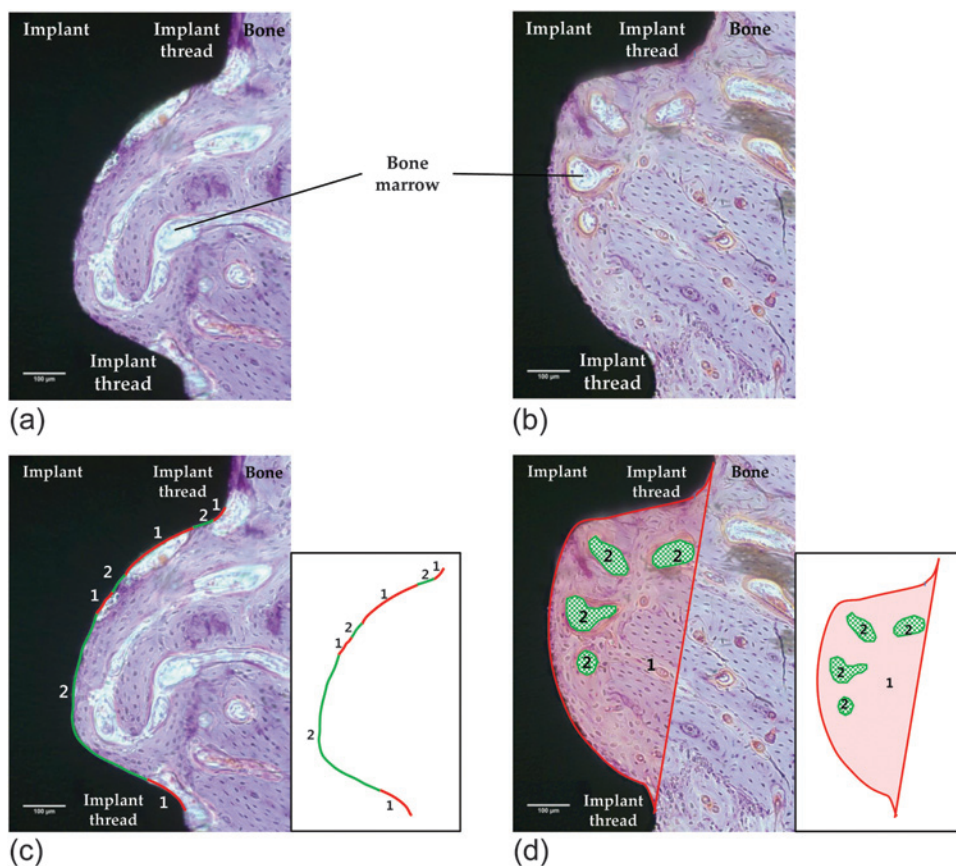 Implant
Implant
thread
Bone
Implant
Implant
thread
Bone
Bone
marrow
Implant
thread
100 µm
Implant
thread
100 µm
(a)
(b)
Implant
Implant
thread
Bone
1
2
1
2
1
2
1
Implant
thread
100 µm
1
2
1
2
1
2
1
Implant
Implant
thread
Bone
2
2
2
2
1
Implant
thread
100 µm
2
2
2
1
2
(c)
(d)